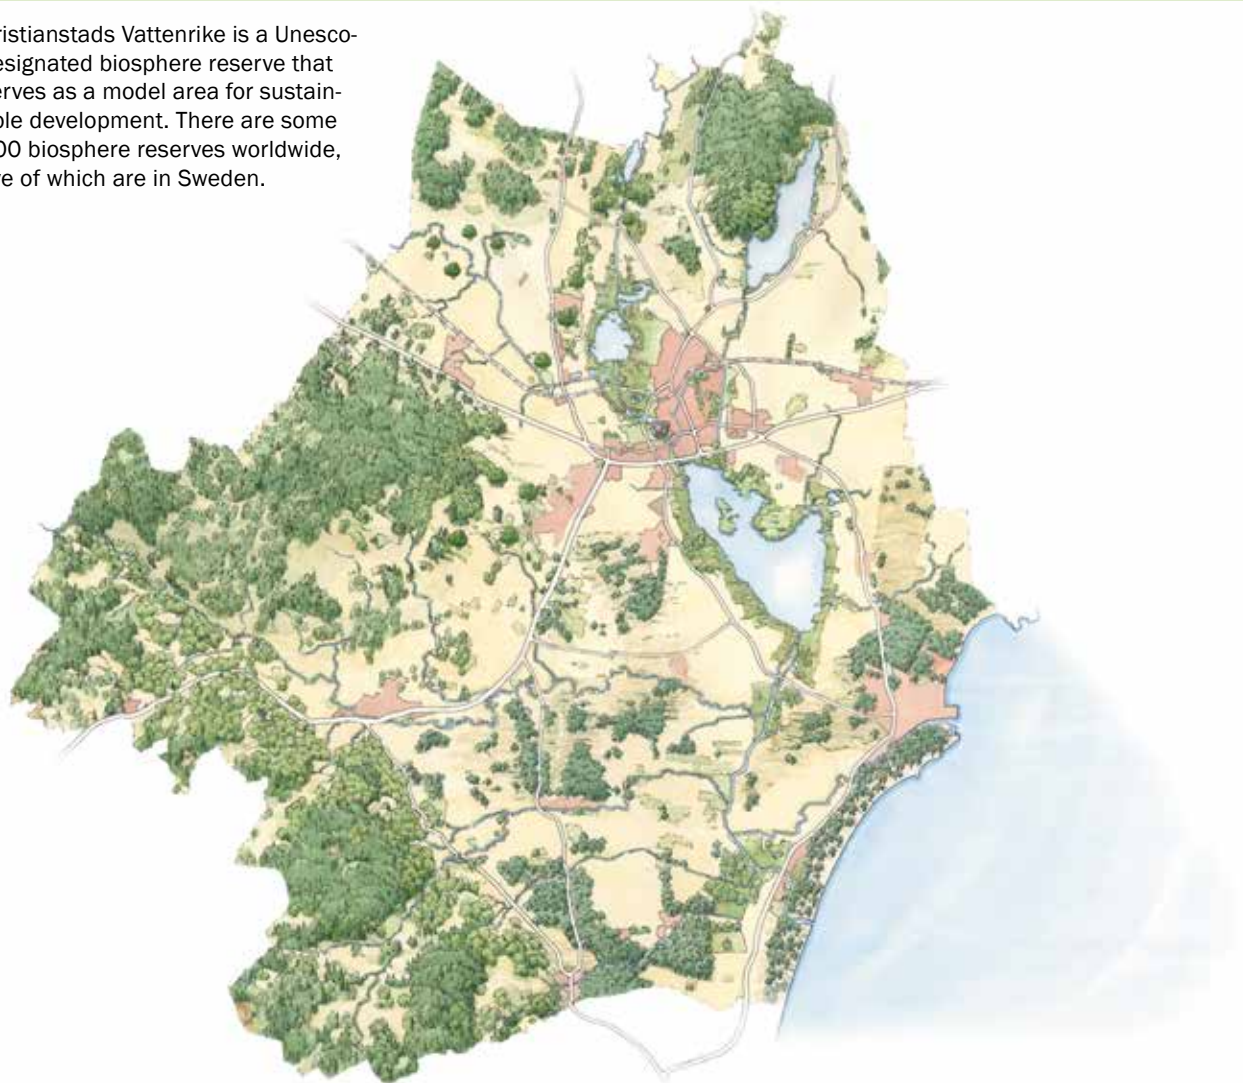 ristianstads Vattenrike is a Unesco-
esignated biosphere reserve that
erves as a model area for sustain-
ble development. There are some
00 biosphere reserves worldwide,
ve of which are in Sweden.